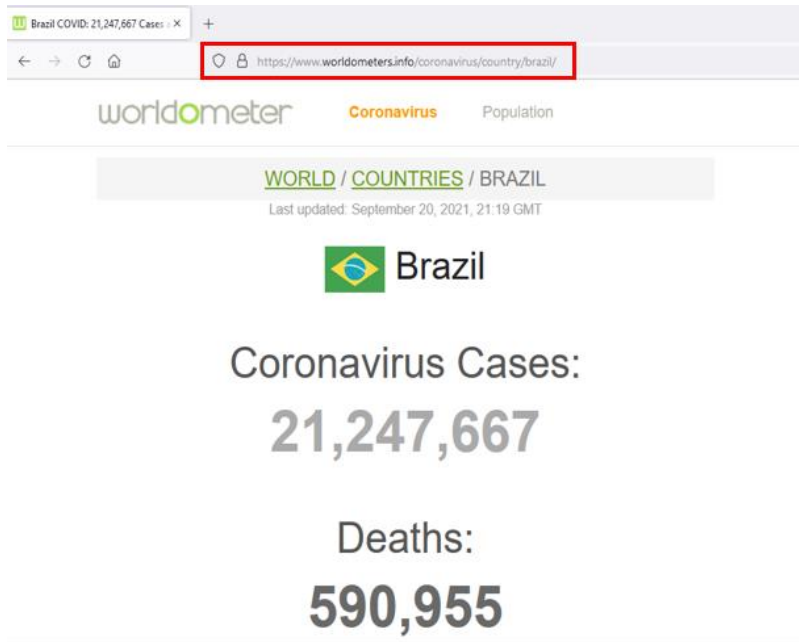 Brazil COVID: 21,247,667 Cases
https://www.worldometers.info/coronavirus/country/brazil/
worldometer Coronavirus Population
WORLD / COUNTRIES / BRAZIL
Last updated: September 20, 2021, 21:19 GMT
Brazil
Coronavirus Cases:
21,247,667
Deaths:
590,955